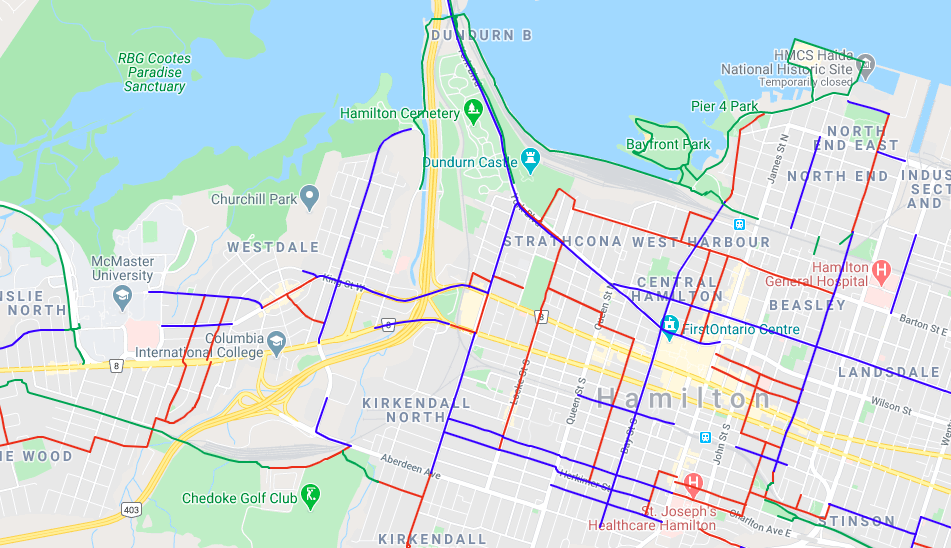 DUNDURN B
RBG Cootes
Paradise
Sanctuary
HMCS Haida
National Historic Site
Temporarily closed
Hamilton Cemetery
Pier 4 Park
Bayfront Park
James St N
NORTH
END EAST
Dundurn Castle
NORTH END
INDUS
SECT
AND
Churchill Park
WESTDALE
STRATHCONA
WEST HARBOUR
McMaster
University
King St W
Hamilton
General Hospital
NSLIE
NORTH
CENTRAL
HAMILTON
BEASLEY
Queen St S
8
8
Barton St E
FirstOntario Centre
Columbia
International College
8
LANDSDALE
Locke St S
Queen St S
Hamilton
KIRKENDALL
NORTH
Wilson St
Bay St S
John St S
Went
IE WOOD
Aberdeen Ave
Herkimer St
Chedoke Golf Club
403
St. Joseph's
Healthcare Hamilton
Charlton Ave E
STINSON
KIRKENDALL